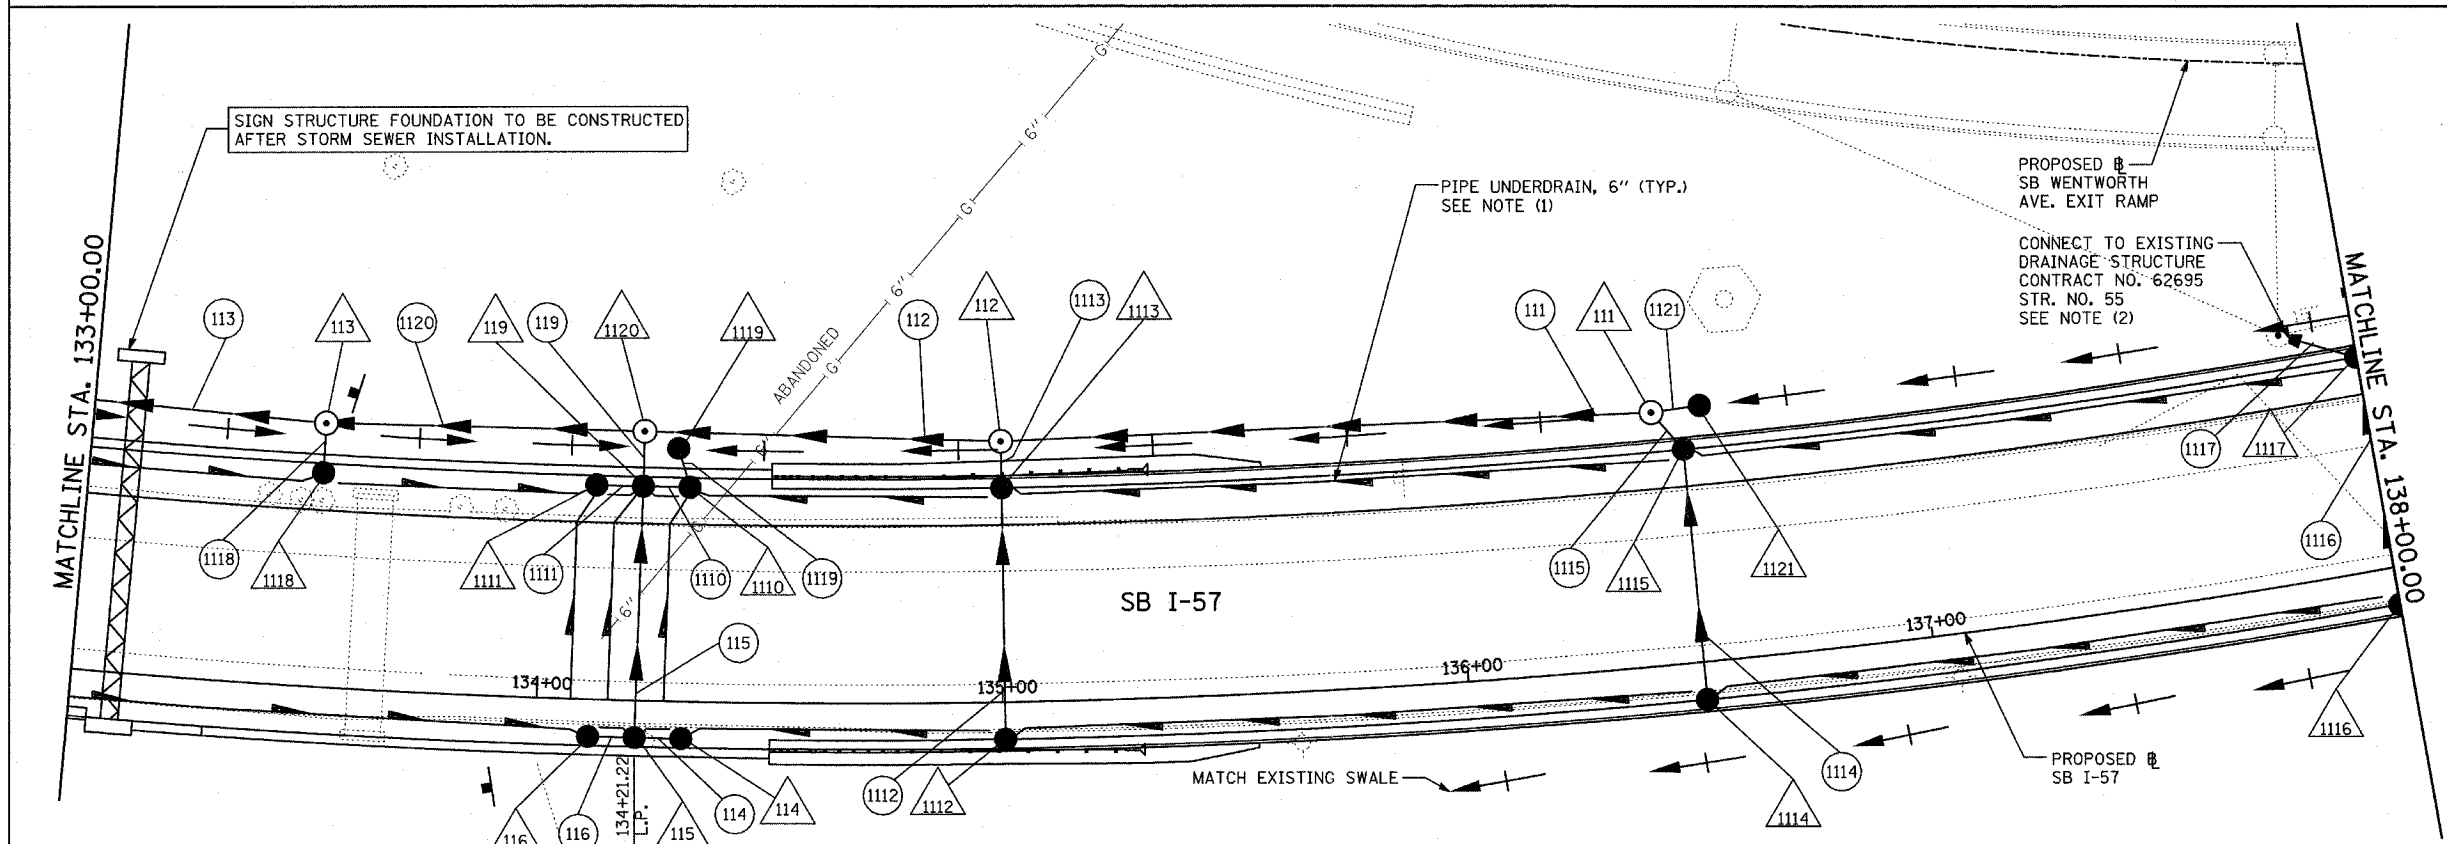 SIGN STRUCTURE FOUNDATION TO BE CONSTRUCTED
AFTER STORM SEWER INSTALLATION.
MATCHLINE STA. 133+00.00
G
6"
G
6"
G
6"
G
ABANDONED
G
G
6"
PIPE UNDERDRAIN, 6" (TYP.)
SEE NOTE (1)
PROPOSED ℄
SB WENTWORTH
AVE. EXIT RAMP
CONNECT TO EXISTING
DRAINAGE STRUCTURE
CONTRACT NO. 62695
STR. NO. 55
SEE NOTE (2)
MATCHLINE STA. 138+00.00
113
113
1120
119
119
1120
1119
112
112
1113
1113
111
111
1121
1118
1118
1111
1111
1110
1110
1119
1115
1115
1121
1117
1117
1116
SB I-57
115
134+00
135+00
136+00
137+00
116
116
134+21.22
L.P.
115
114
114
1112
1112
MATCH EXISTING SWALE
1114
1114
PROPOSED ℄
SB I-57
1116